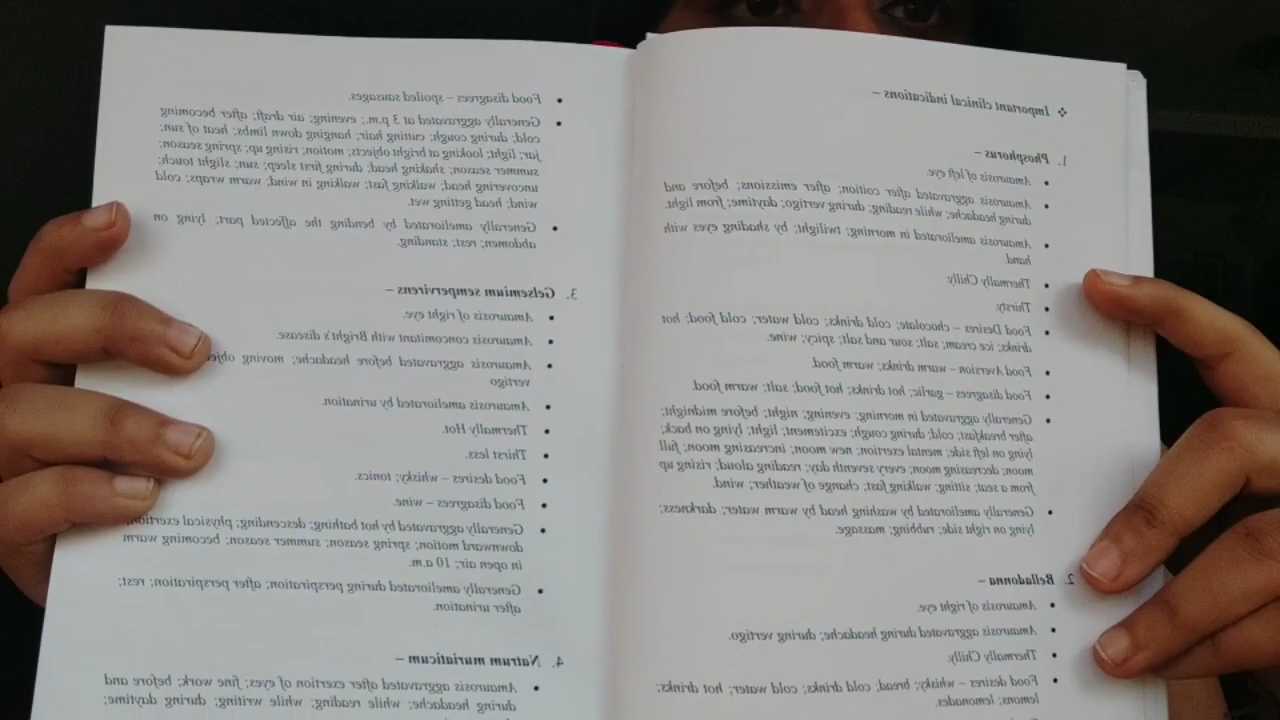 ❖ Important clinical indications –
1. Phosphorus –
• Amaurosis of left eye.
• Amaurosis aggravated after coition; after emissions; before and
during headache; while reading; during vertigo; daytime; from light.
• Amaurosis ameliorated in morning; twilight; by shading eyes with
hand.
• Thermally Chilly.
• Thirsty.
• Food Desires – chocolate; cold drinks; cold water; cold food; hot
drinks; ice cream; salt; sour and salt; spicy; wine.
• Food Aversion – warm drinks; warm food.
• Food disagrees – garlic; hot drinks; hot food; salt; warm food.
• Generally aggravated in morning; evening; night; before midnight;
after breakfast; cold; during cough; excitement; light; lying on back;
lying on left side; mental exertion; new moon; increasing moon; full
moon; decreasing moon; every seventh day; reading aloud; rising up
from a seat; sitting; walking fast; change of weather; wind.
• Generally ameliorated by washing head by warm water; darkness;
lying on right side; rubbing; massage.
2. Belladonna –
• Amaurosis of right eye.
• Amaurosis aggravated during headache; during vertigo.
• Thermally Chilly.
• Food desires – whisky; bread; cold drinks; cold water; hot drinks;
lemons; lemonades.
• Food disagrees – spoiled sausages.
• Generally aggravated at 3 p.m.; evening; air draft; after becoming
cold; during cough; cutting hair; hanging down limbs; heat of sun;
jar; light; looking at bright objects; motion; rising up; spring season;
summer season; shaking head; during first sleep; sun; slight touch;
uncovering head; walking fast; walking in wind; warm wraps; cold
wind; head getting wet.
• Generally ameliorated by bending the affected part; lying on
abdomen; rest; standing.
3. Gelsemium sempervirens –
• Amaurosis of right eye.
• Amaurosis concomitant with Bright's disease.
• Amaurosis aggravated before headache; moving
vertigo
• Amaurosis ameliorated by urination.
• Thermally Hot.
• Thirst less.
• Food desires – whisky; tonics.
• Food disagrees – wine.
• Generally aggravated by hot bathing; descending; physical exertion;
downward motion; spring season; summer season; becoming warm
in open air; 10 a.m.
• Generally ameliorated during perspiration; after perspiration; rest;
after urination.
4. Natrum muriaticum –
• Amaurosis aggravated after exertion of eyes; fine work; before and
during headache; while reading; while writing; during daytime;